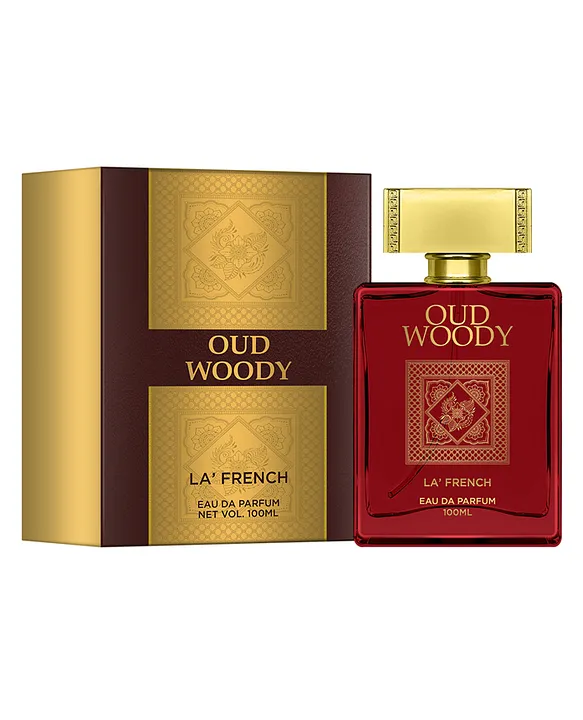 OUD
WOODY
LA' FRENCH
EAU DA PARFUM
NET VOL. 100ML
OUD
WOODY
LA' FRENCH
EAU DA PARFUM
100ML